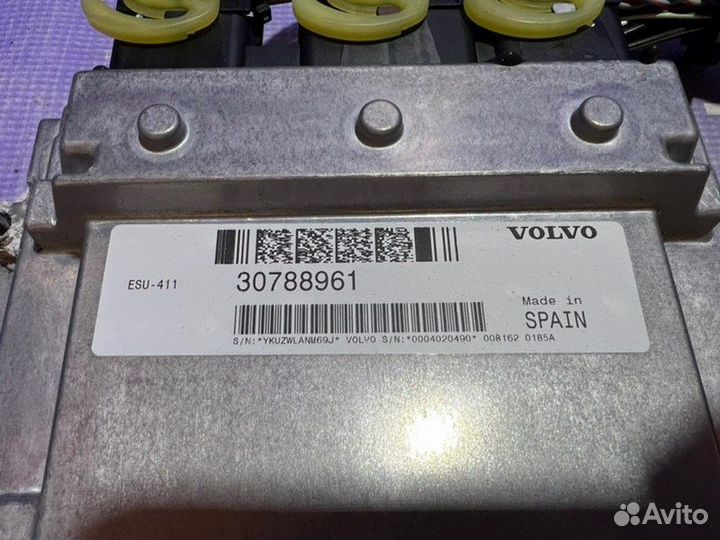 VOLVO
ESU-411 30788961
Made in
SPAIN
S/N:*YKUZWLANM69J* VOLVO S/N:*0004020490* 008162 0185A
Avito